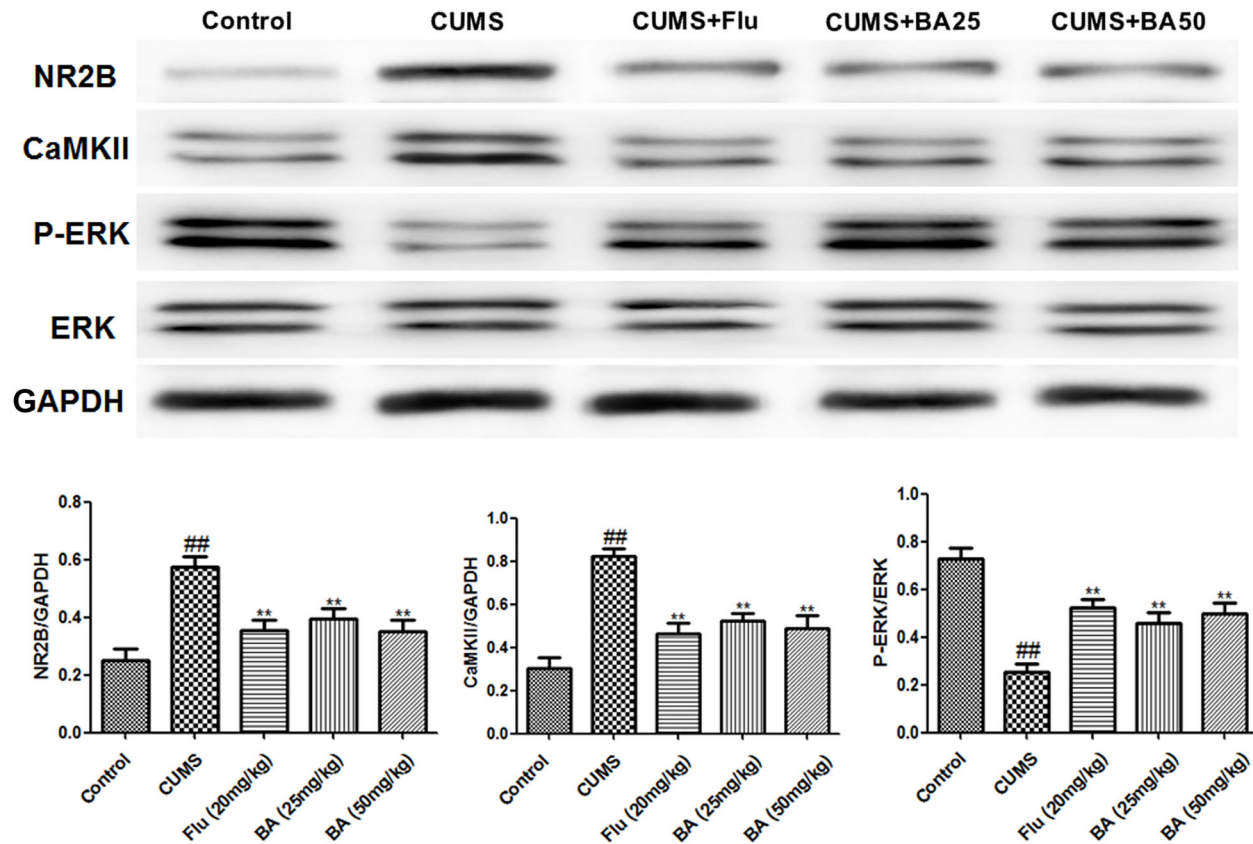 Control CUMS CUMS+Flu CUMS+BA25 CUMS+BA50
NR2B
CaMKII
P-ERK
ERK
GAPDH
NR2B/GAPDH
0.8
0.6
0.4
0.2
0.0
##
**
**
**
Control
CUMS
Flu (20mg/kg)
BA (25mg/kg)
BA (50mg/kg)
CaMKII/GAPDH
1.0
0.8
0.6
0.4
0.2
0.0
##
**
**
**
Control
CUMS
Flu (20mg/kg)
BA (25mg/kg)
BA (50mg/kg)
P-ERK/ERK
1.0
0.8
0.6
0.4
0.2
0.0
##
**
**
**
Control
CUMS
Flu (20mg/kg)
BA (25mg/kg)
BA (50mg/kg)